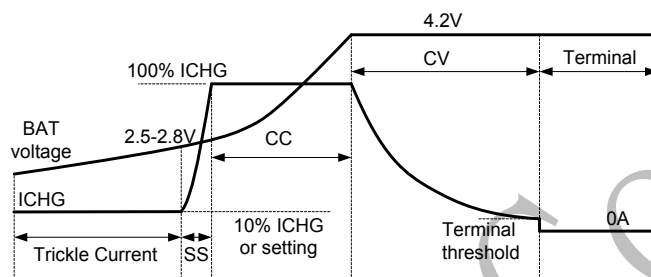 4.2V
CV
Terminal
100% ICHG
BAT
voltage
2.5-2.8V
CC
ICHG
10% ICHG
or setting
Terminal
threshold
0A
Trickle Current
SS